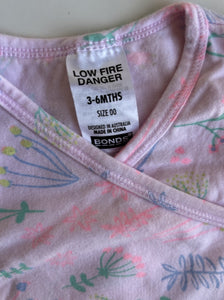 LOW FIRE
DANGER
3-6MTHS
SIZE 00
DESIGNED IN AUSTRALIA
MADE IN CHINA
BONDS